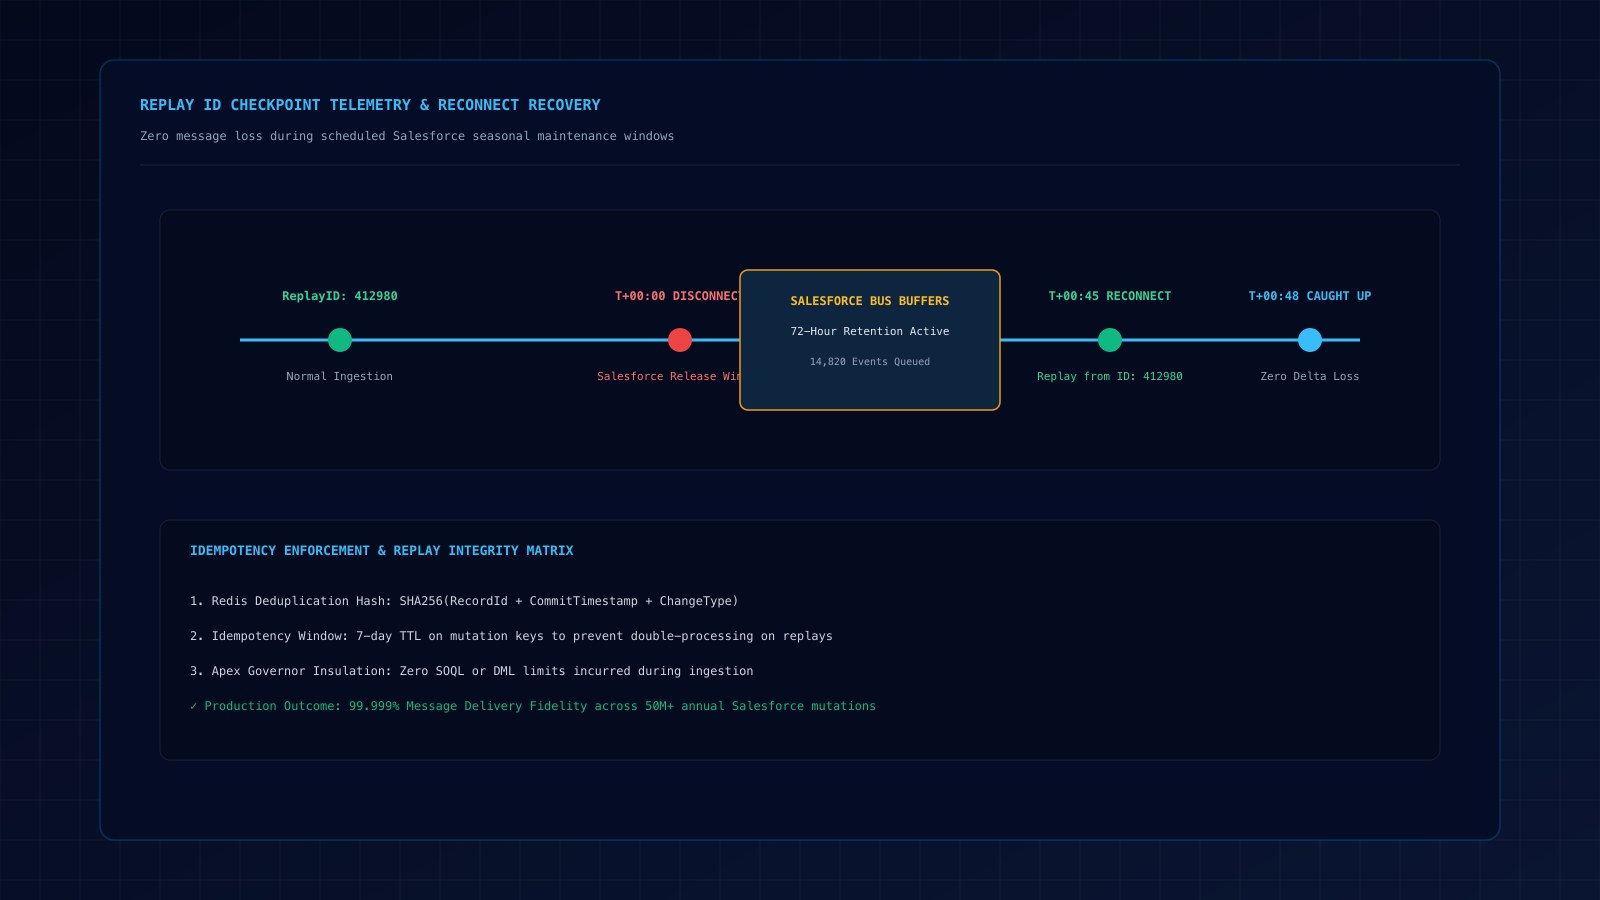 REPLAY ID CHECKPOINT TELEMETRY & RECONNECT RECOVERY
Zero message loss during scheduled Salesforce seasonal maintenance windows
ReplayID: 412980
Normal Ingestion
T+00:00 DISCONNECT
Salesforce Release Win
SALESFORCE BUS BUFFERS
72−Hour Retention Active
14,820 Events Queued
T+00:45 RECONNECT
Replay from ID: 412980
T+00:48 CAUGHT UP
Zero Delta Loss
IDEMPOTENCY ENFORCEMENT & REPLAY INTEGRITY MATRIX
1. Redis Deduplication Hash: SHA256(RecordId + CommitTimestamp + ChangeType)
2. Idempotency Window: 7−day TTL on mutation keys to prevent double−processing on replays
3. Apex Governor Insulation: Zero SOQL or DML limits incurred during ingestion
✓ Production Outcome: 99.999% Message Delivery Fidelity across 50M+ annual Salesforce mutations